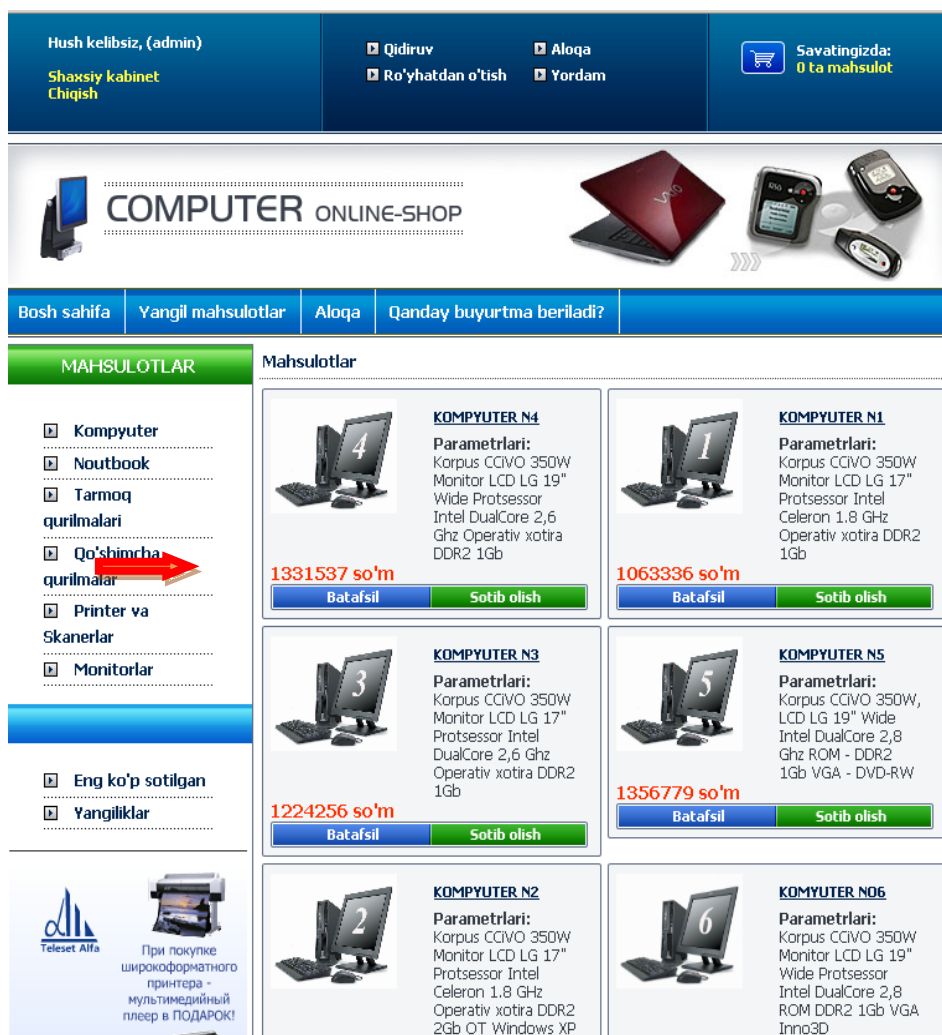 Hush kelibsiz, (admin)
Shaxsiy kabinet
Chiqish
Qidiruv
Aloqa
Ro'yhatdan o'tish
Yordam
Savatingizda:
0 ta mahsulot
COMPUTER ONLINE-SHOP
VAIO
Bosh sahifa
Yangil mahsulotlar
Aloqa
Qanday buyurtma beriladi?
MAHSULOTLAR
Kompyuter
Noutbook
Tarmoq
qurilmalari
Qo'shimcha
qurilmalar
Printer va
Skanerlar
Monitorlar
Eng ko'p sotilgan
Yangiliklar
Teleset Alfa
При покупке
широкоформатного
принтера -
мультимедийный
плеер в ПОДАРОК!
Mahsulotlar
4
KOMPYUTER N4
Parametrlari:
Korpus CCiVO 350W
Monitor LCD LG 19"
Wide Protsessor
Intel DualCore 2,6
Ghz Operativ xotira
DDR2 1Gb
1331537 so'm
Batafsil
Sotib olish
1
KOMPYUTER N1
Parametrlari:
Korpus CCiVO 350W
Monitor LCD LG 17"
Protsessor Intel
Celeron 1.8 GHz
Operativ xotira DDR2
1Gb
1063336 so'm
Batafsil
Sotib olish
3
KOMPYUTER N3
Parametrlari:
Korpus CCiVO 350W
Monitor LCD LG 17"
Protsessor Intel
DualCore 2,6 Ghz
Operativ xotira DDR2
1Gb
1224256 so'm
Batafsil
Sotib olish
5
KOMPYUTER N5
Parametrlari:
Korpus CCiVO 350W,
LCD LG 19" Wide
Intel DualCore 2,8
Ghz ROM - DDR2
1Gb VGA - DVD-RW
1356779 so'm
Batafsil
Sotib olish
2
KOMPYUTER N2
Parametrlari:
Korpus CCiVO 350W
Monitor LCD LG 17"
Protsessor Intel
Celeron 1.8 GHz
Operativ xotira DDR2
2Gb OT Windows XP
6
KOMYUTER N06
Parametrlari:
Korpus CCiVO 350W
Monitor LCD LG 19"
Wide Protsessor
Intel DualCore 2,8
ROM DDR2 1Gb VGA
Inno3D